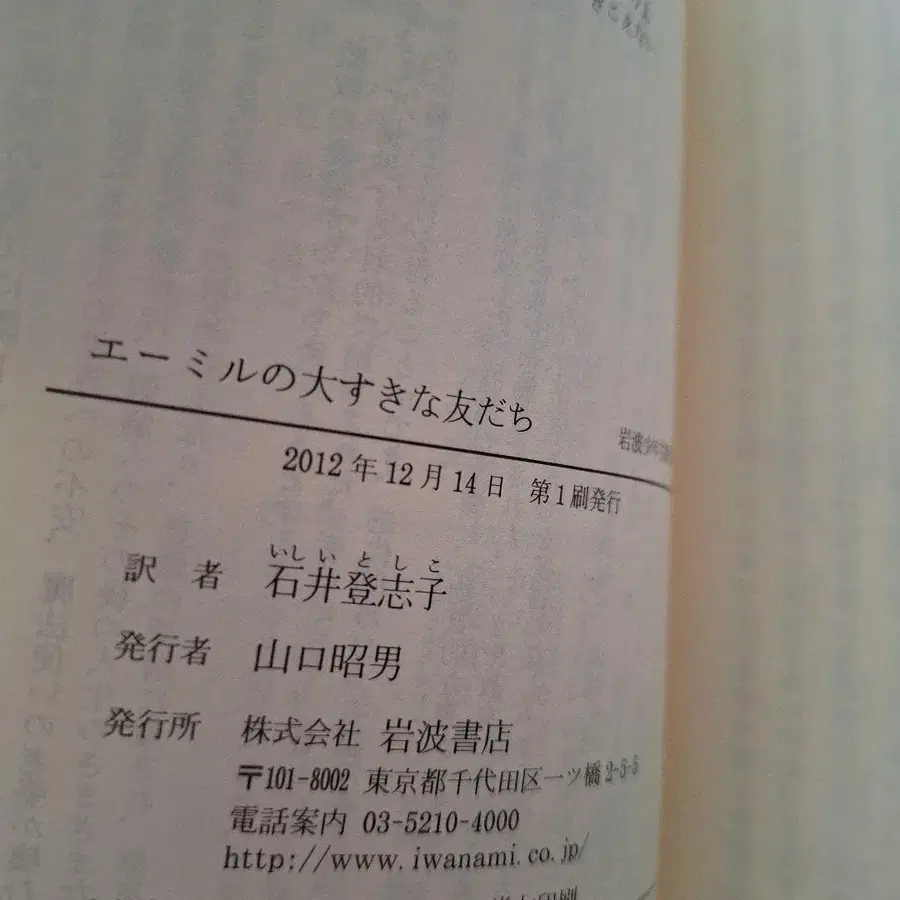 エーミルの大すきな友だち
岩波少年
2012年12月14日 第1刷発行
いし い と し こ
訳 者 石井登志子
発行者 山口昭男
発行所 株式会社 岩波書店
〒101-8002 東京都千代田区一ツ橋2-5-5
電話案内 03-5210-4000
http://www.iwanami.co.jp/